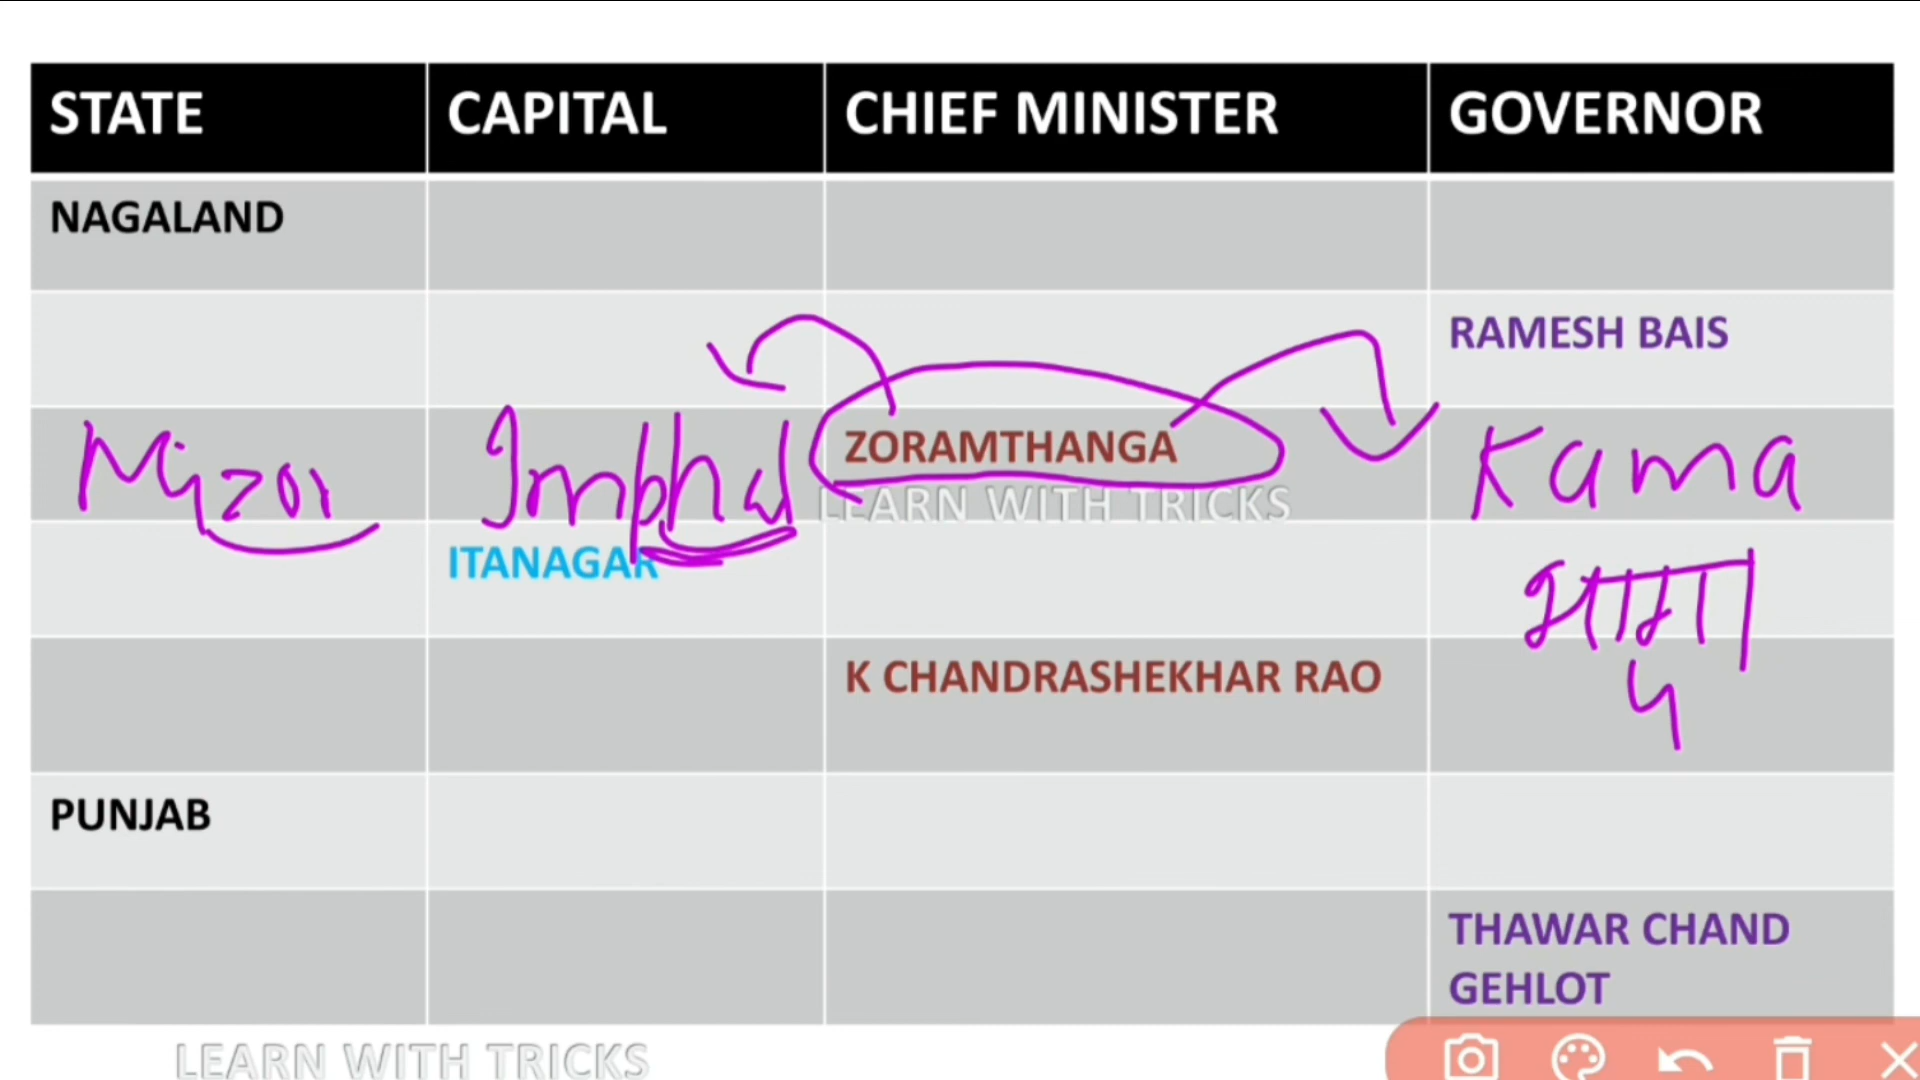 STATE CAPITAL CHIEF MINISTER GOVERNOR
NAGALAND
RAMESH BAIS
Mizor Imphal ZORAMTHANGA Kama
LEARN WITH TRICKS
ITANAGAR
K CHANDRASHEKHAR RAO
PUNJAB
THAWAR CHAND
GEHLOT
LEARN WITH TRICKS